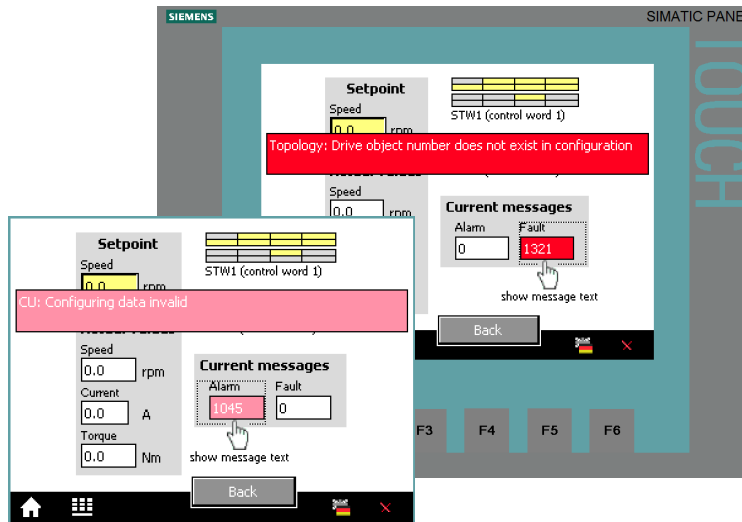 SIEMENS
SIMATIC PANE
TOUCH
Setpoint
Speed
0.0 rpm
STW1 (control word 1)
Topology: Drive object number does not exist in configuration
Speed
0.0 rpm
Current messages
Alarm Fault
0 1321
show message text
Back
F3 F4 F5 F6
Setpoint
Speed
0.0 rpm
STW1 (control word 1)
CU: Configuring data invalid
Speed
0.0 rpm
Current
0.0 A
Torque
0.0 Nm
Current messages
Alarm Fault
1045 0
show message text
Back